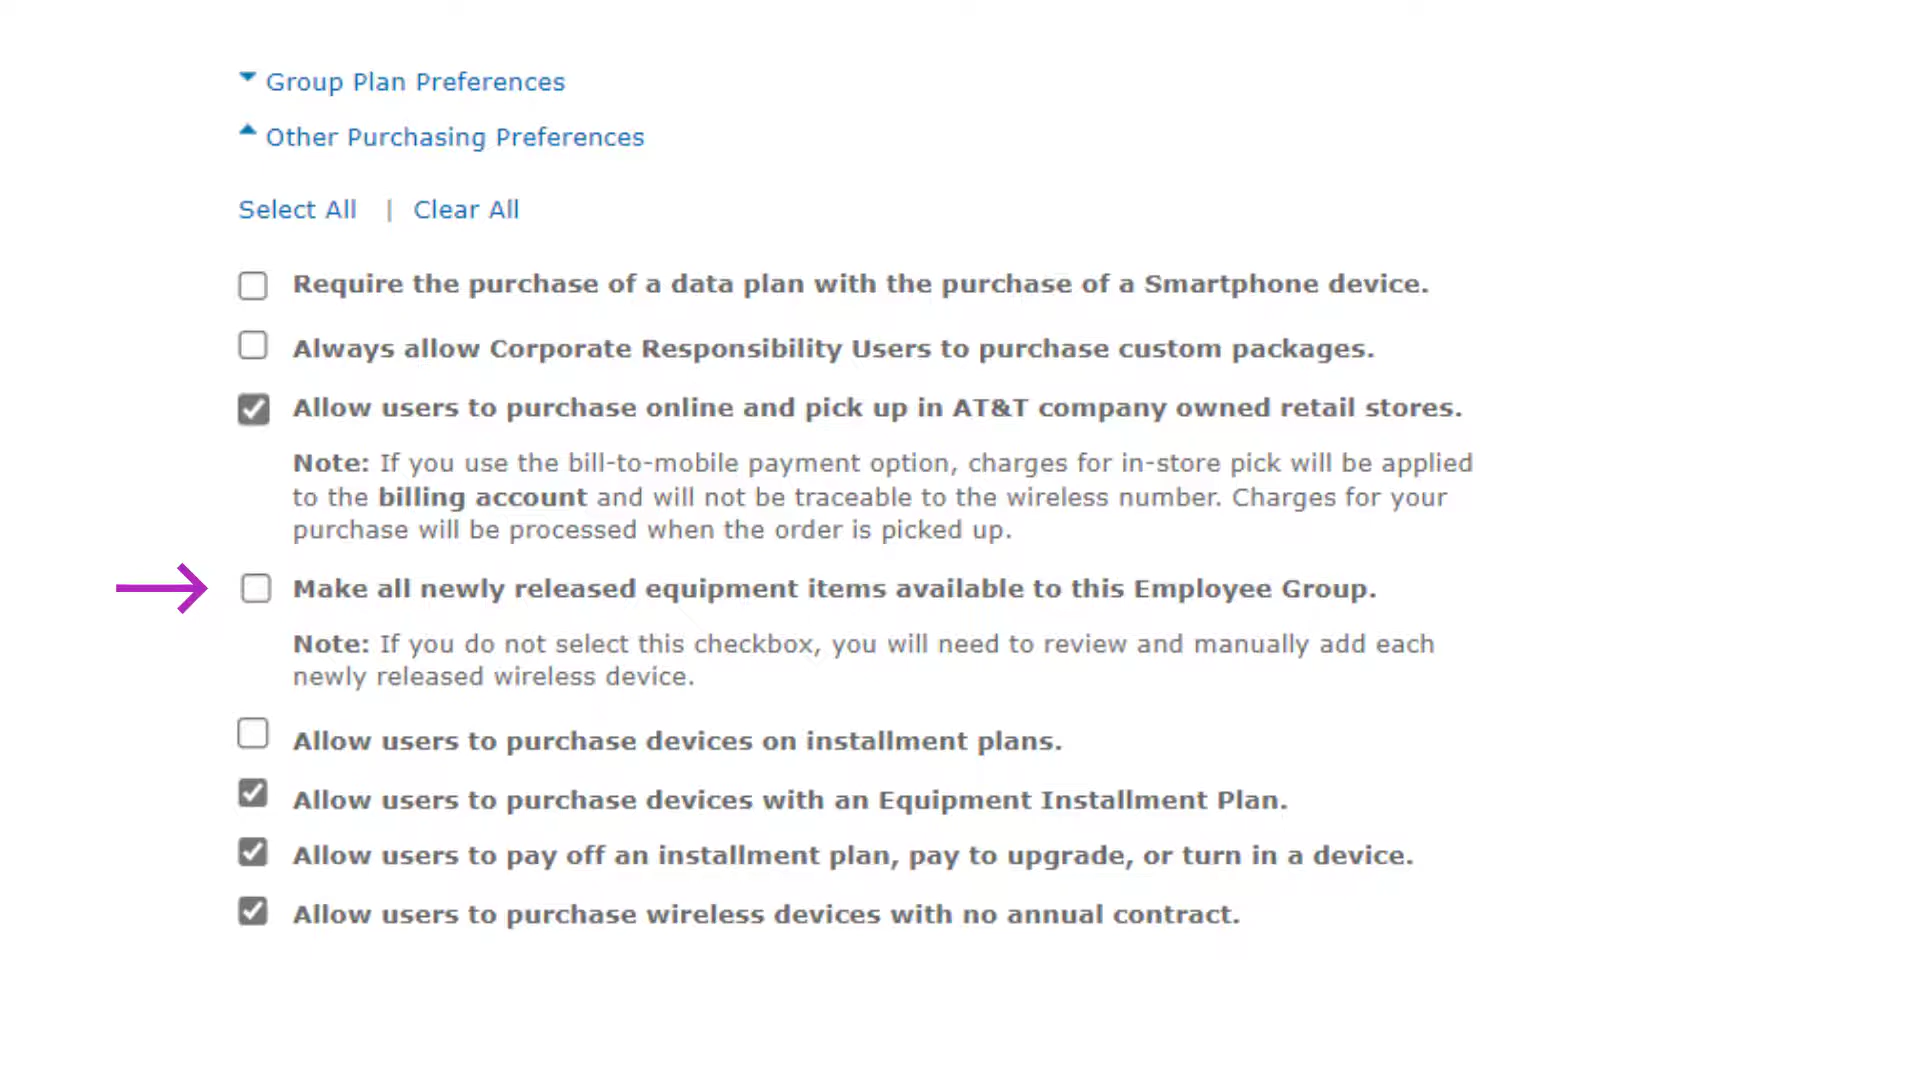 Group Plan Preferences
Other Purchasing Preferences
Select All | Clear All
Require the purchase of a data plan with the purchase of a Smartphone device.
Always allow Corporate Responsibility Users to purchase custom packages.
Allow users to purchase online and pick up in AT&T company owned retail stores.
Note: If you use the bill-to-mobile payment option, charges for in-store pick will be applied
to the billing account and will not be traceable to the wireless number. Charges for your
purchase will be processed when the order is picked up.
Make all newly released equipment items available to this Employee Group.
Note: If you do not select this checkbox, you will need to review and manually add each
newly released wireless device.
Allow users to purchase devices on installment plans.
Allow users to purchase devices with an Equipment Installment Plan.
Allow users to pay off an installment plan, pay to upgrade, or turn in a device.
Allow users to purchase wireless devices with no annual contract.